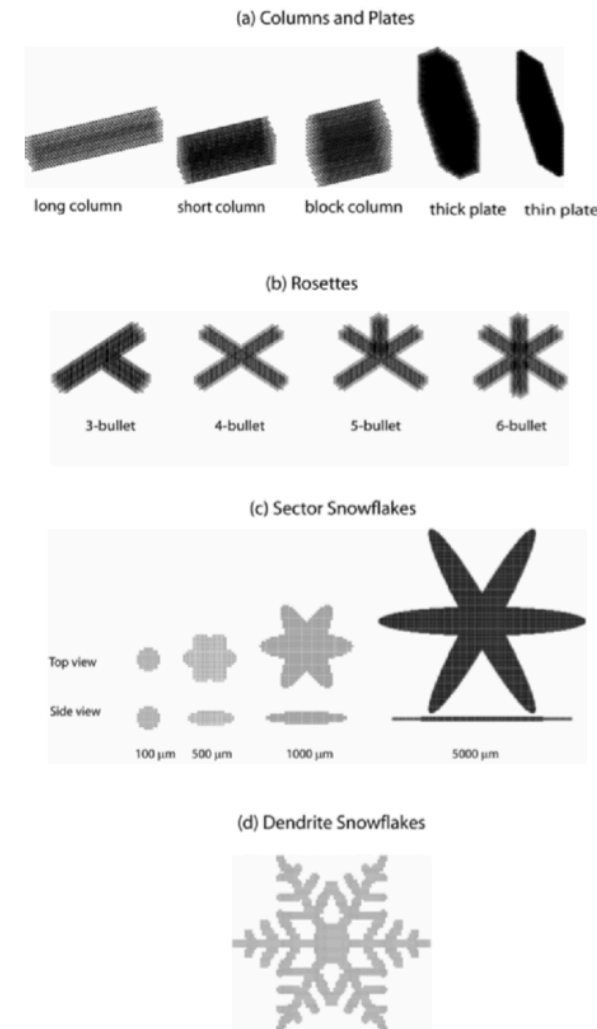 (a) Columns and Plates
long column short column block column thick plate thin plate
(b) Rosettes
3-bullet 4-bullet 5-bullet 6-bullet
(c) Sector Snowflakes
Top view
Side view
100 µm 500 µm 1000 µm 5000 µm
(d) Dendrite Snowflakes